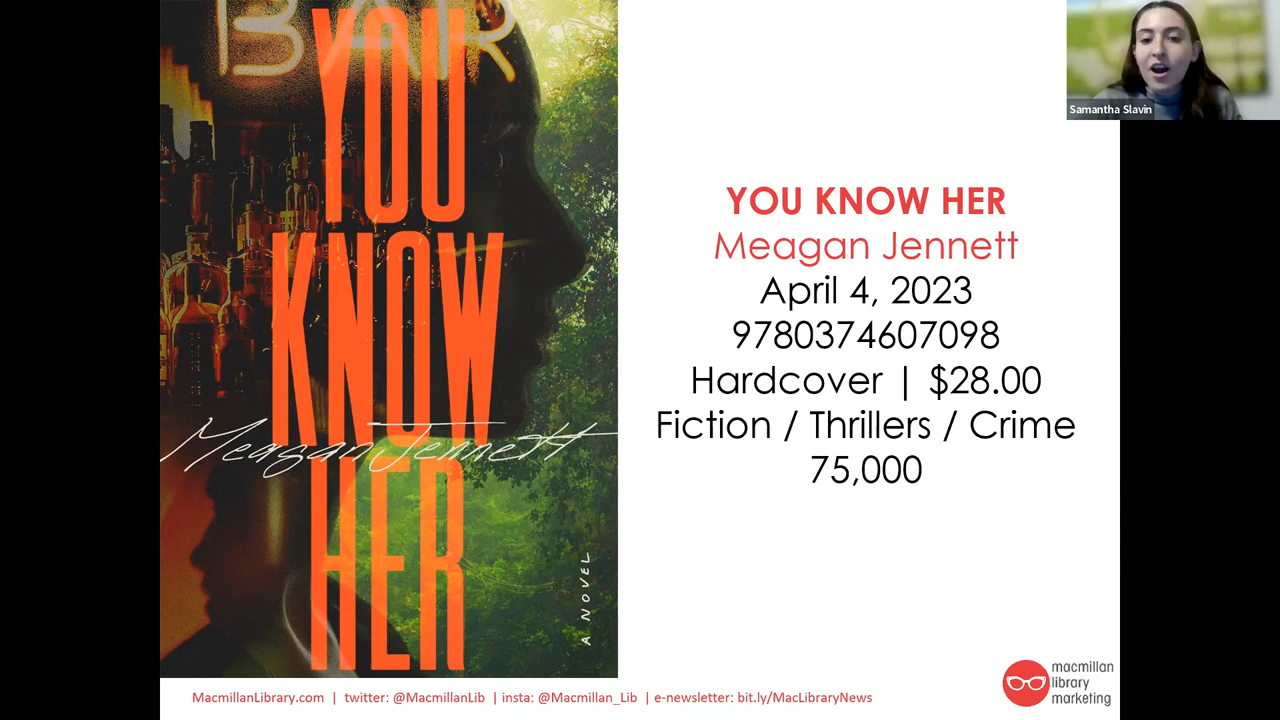 BAR
YOU
KNOW
HER
Meagan Jennett
A NOVEL
Samantha Slavin
YOU KNOW HER
Meagan Jennett
April 4, 2023
9780374607098
Hardcover | $28.00
Fiction / Thrillers / Crime
75,000
MacmillanLibrary.com | twitter: @MacmillanLib | insta: @Macmillan_Lib | e-newsletter: bit.ly/MacLibraryNews
macmillan
library
marketing